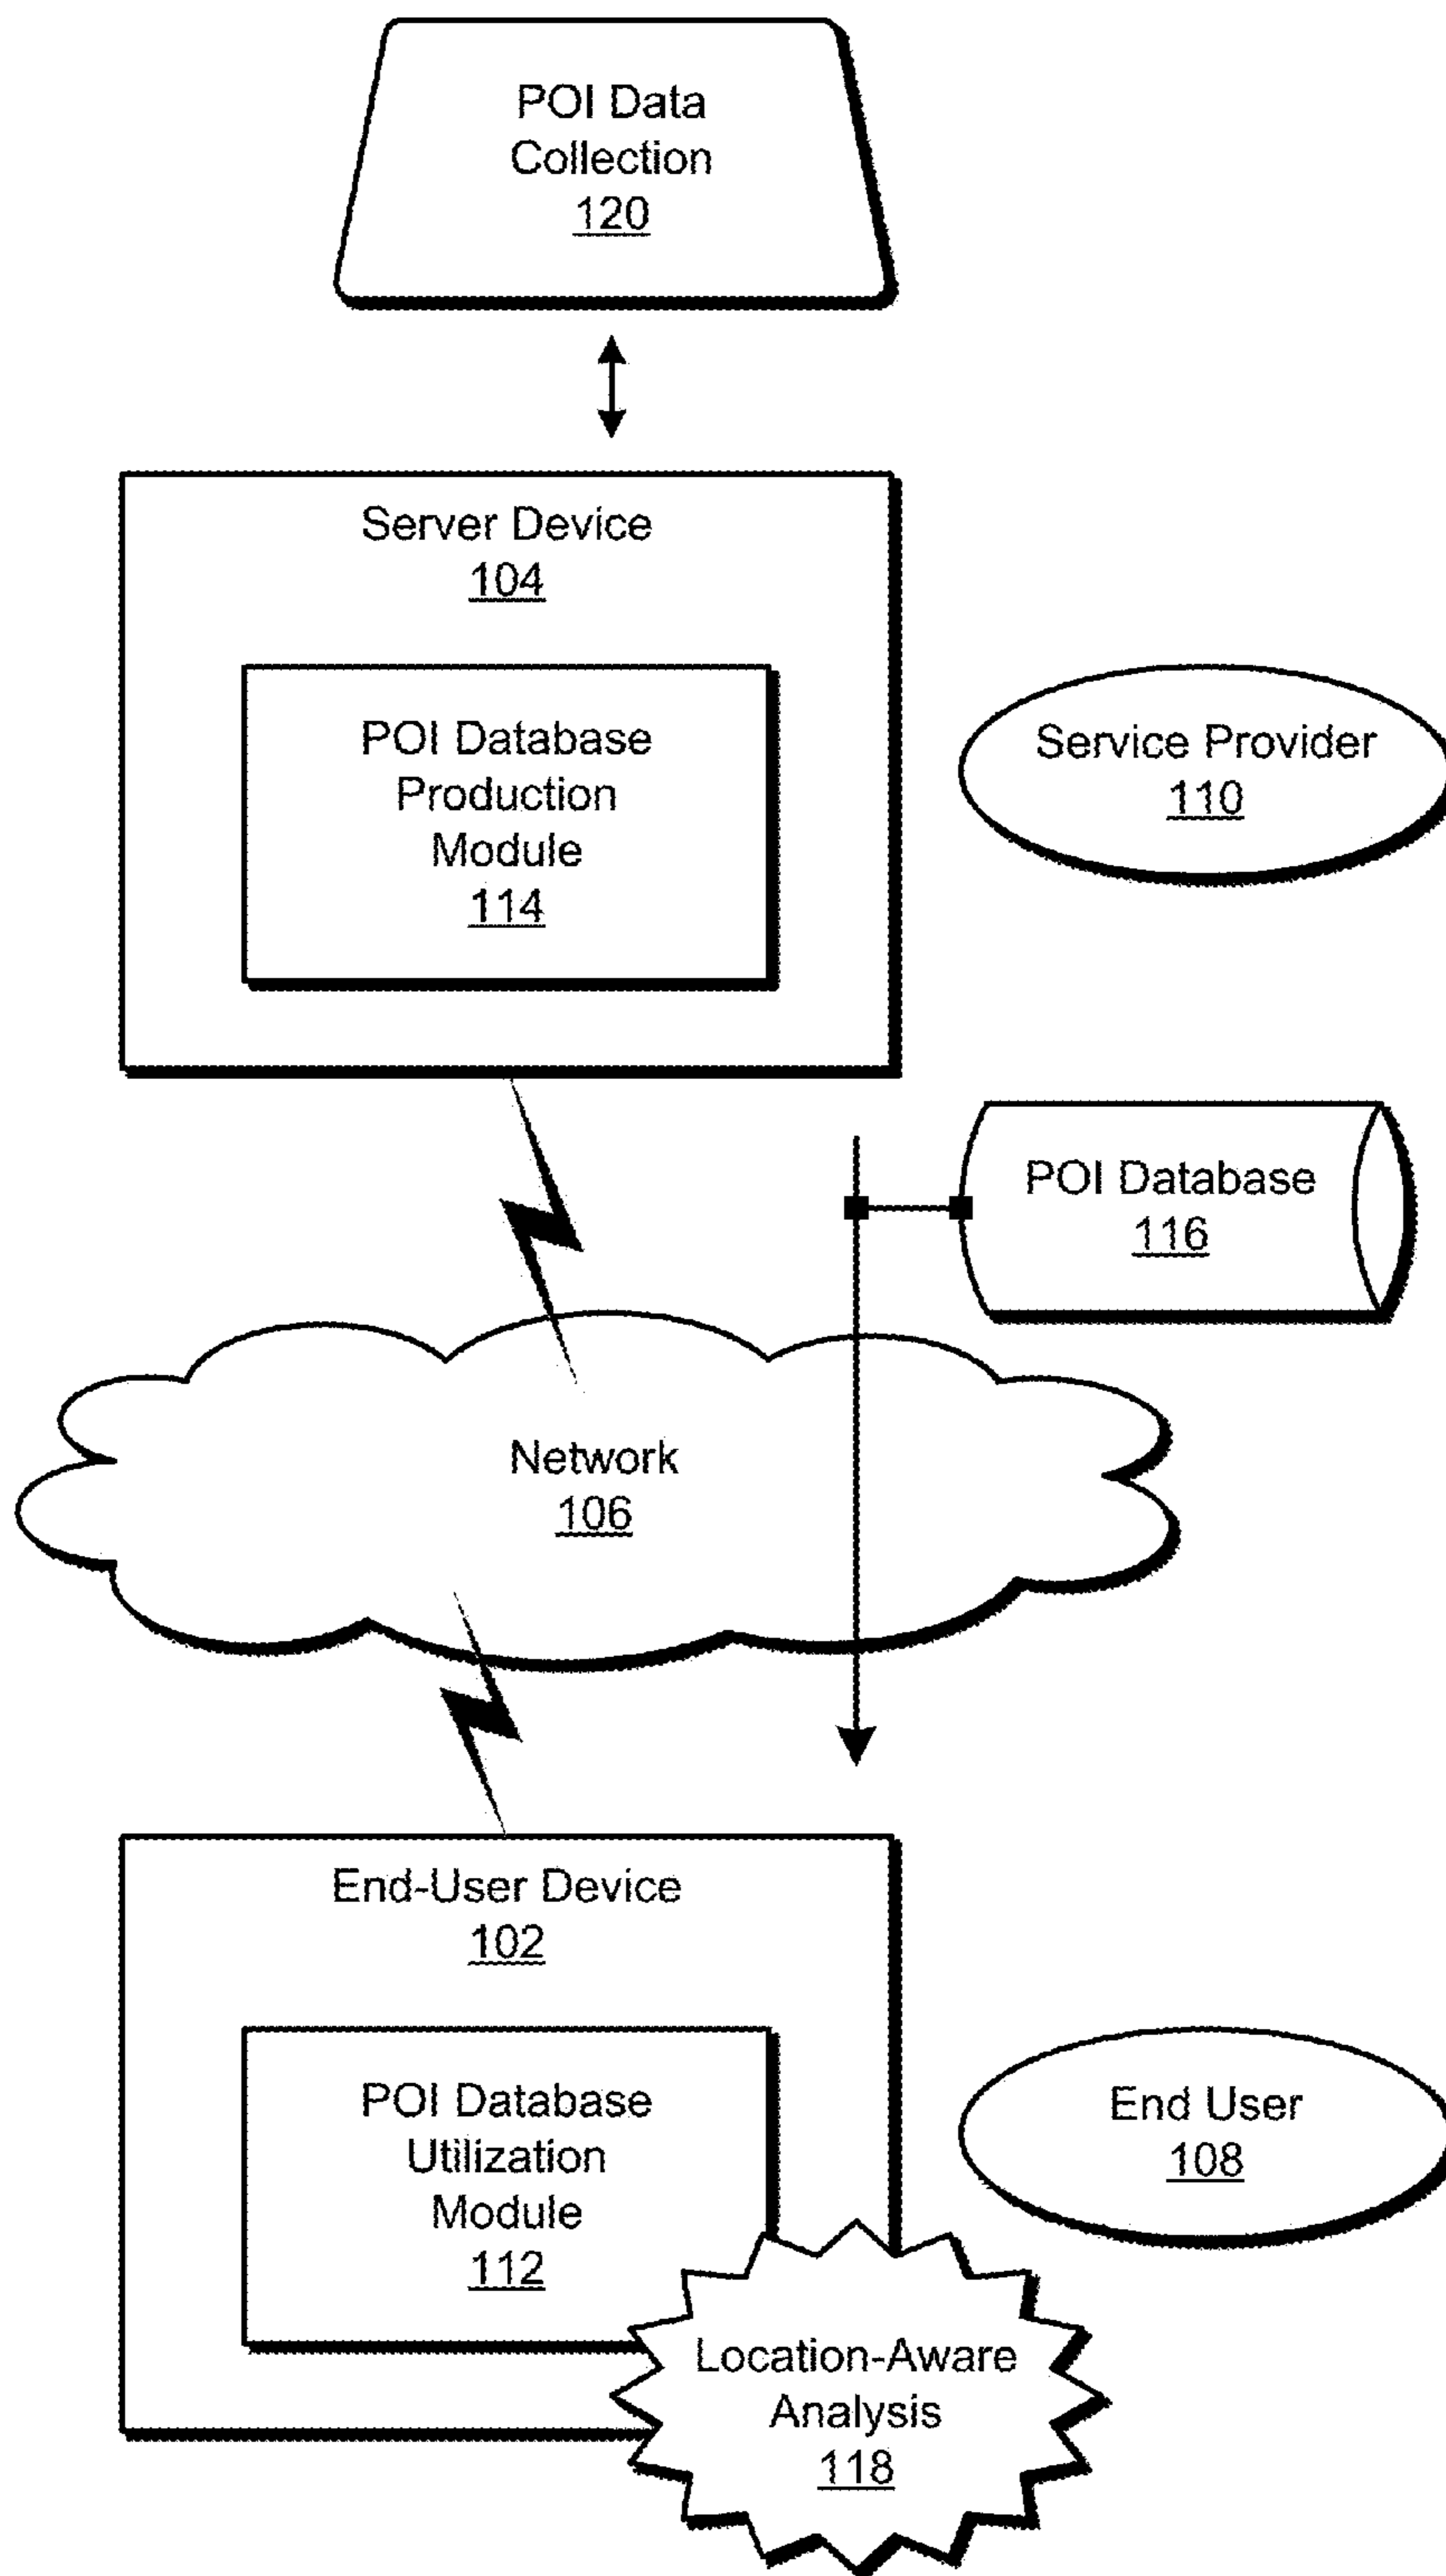 POI Data
Collection
120
Server Device
104
POI Database
Production
Module
114
Service Provider
110
POI Database
116
Network
106
End-User Device
102
POI Database
Utilization
Module
112
End User
108
Location-Aware
Analysis
118